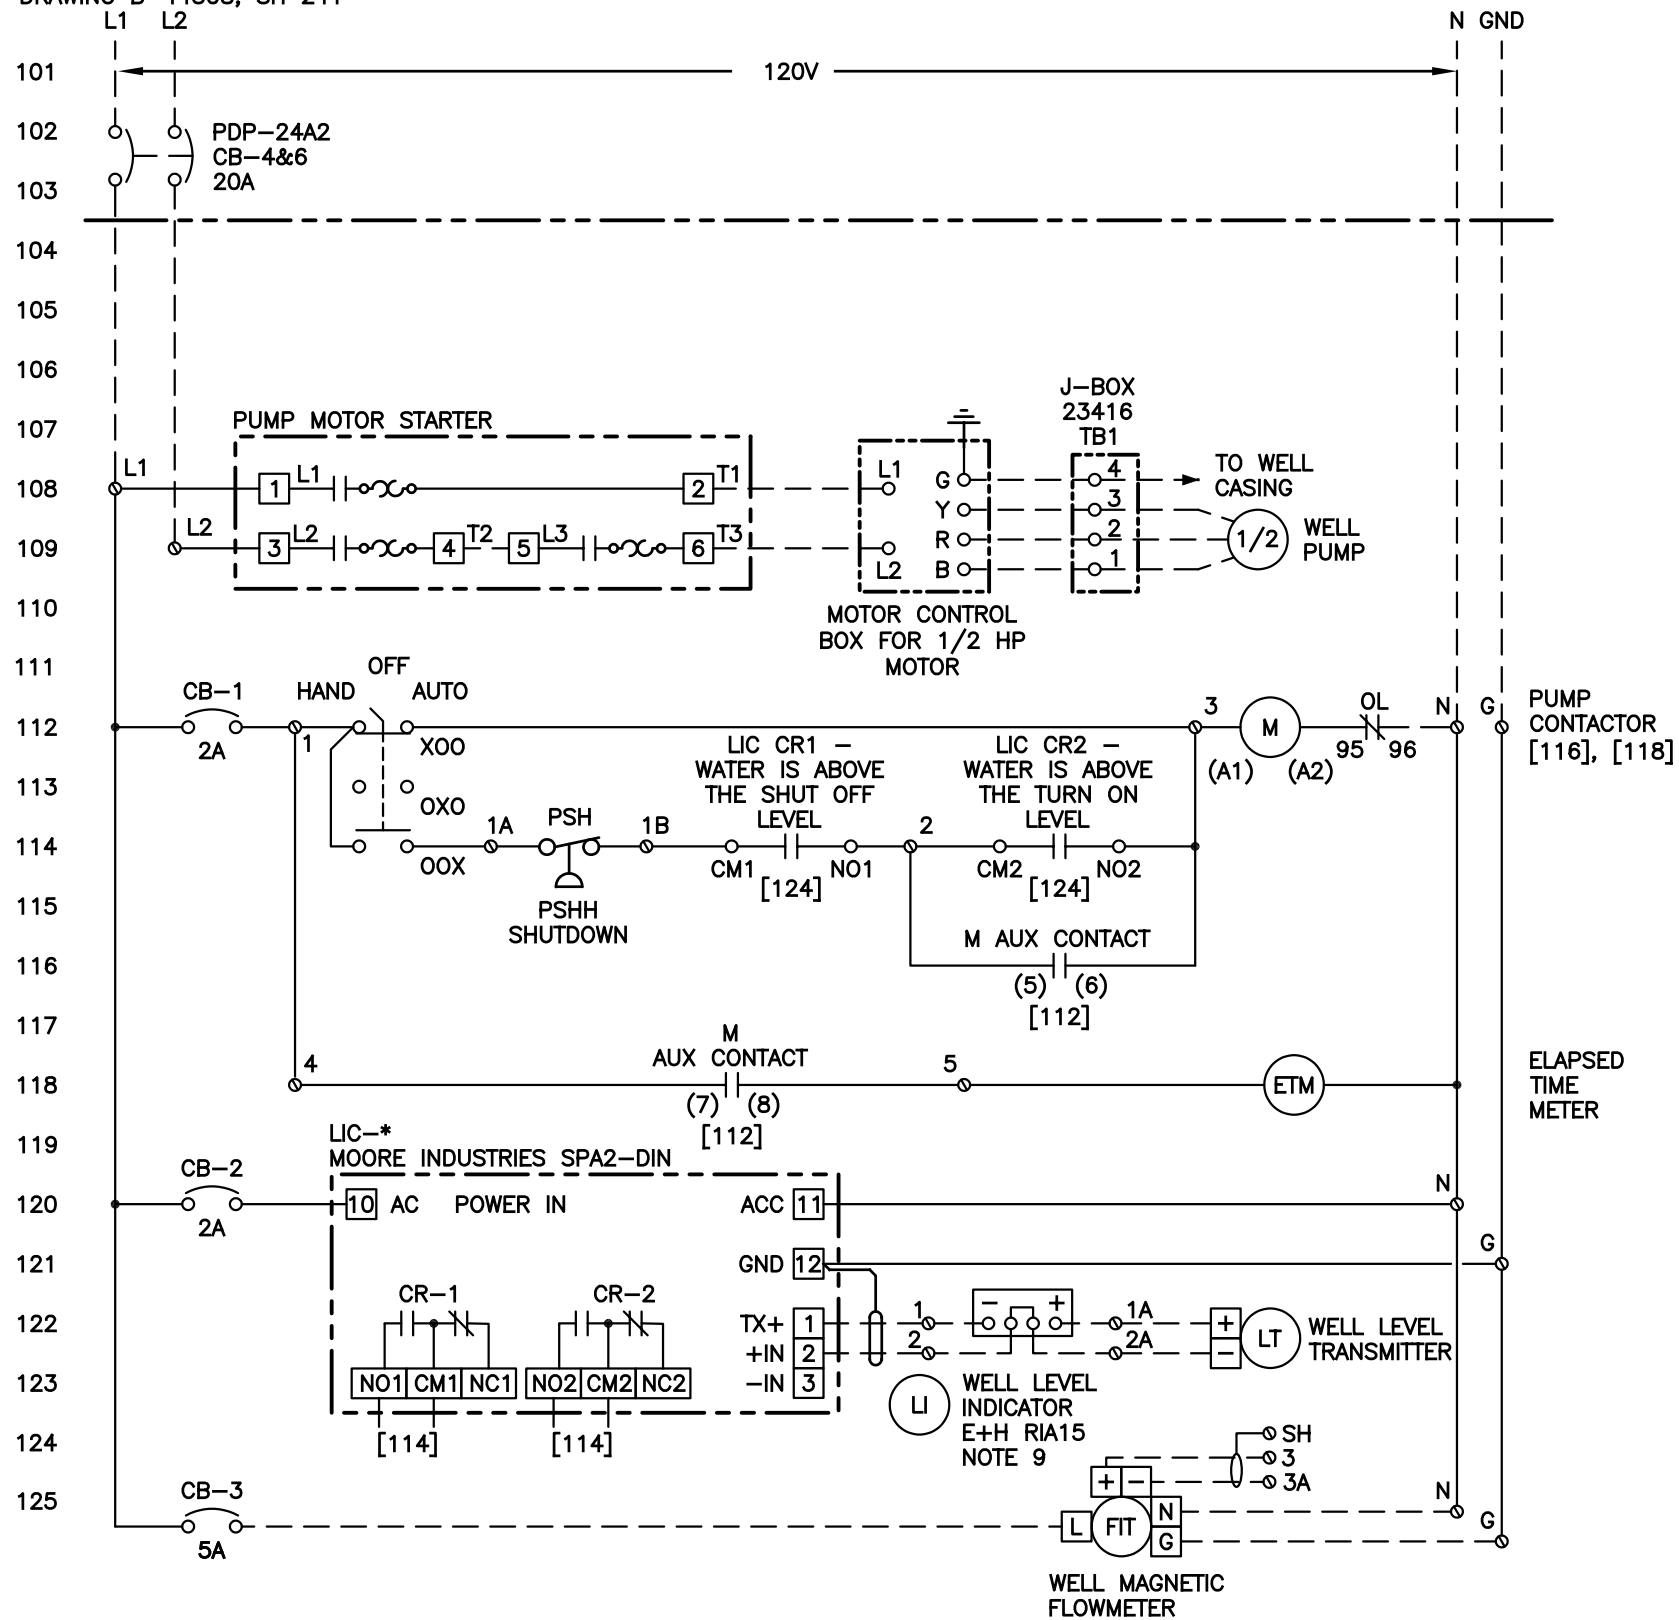 L1 L2 N GND
101 120V
102 PDP-24A2
CB-4&6
103 20A
104
105
106
J-BOX
23416
TB1
107 PUMP MOTOR STARTER
108 L1 1 L1 2 T1 L1 G 4 TO WELL
CASING
Y 3
109 L2 3 L2 4 T2 5 L3 6 T3 L2 R 2 1/2 WELL
PUMP
B 1
110 MOTOR CONTROL
BOX FOR 1/2 HP
MOTOR
111 OFF
CB-1 HAND AUTO
112 2A 1 XOO 3 M OL N G PUMP
CONTACTOR
[116], [118]
(A1) (A2) 95 96
LIC CR1 -
WATER IS ABOVE
THE SHUT OFF
LEVEL
LIC CR2 -
WATER IS ABOVE
THE TURN ON
LEVEL
113 OXO
114 OOX 1A PSH 1B CM1 NO1 2 CM2 NO2
[124] [124]
115 PSHH
SHUTDOWN
M AUX CONTACT
116 (5) (6)
[112]
117 M
AUX CONTACT
118 4 (7) (8) 5 ETM ELAPSED
TIME
METER
[112]
119 LIC-*
MOORE INDUSTRIES SPA2-DIN
CB-2
120 2A 10 AC POWER IN ACC 11 N
121 GND 12 G
CR-1 CR-2
122 TX+ 1 1 - + 1A + LT WELL LEVEL
TRANSMITTER
+IN 2 2 2A -
123 NO1 CM1 NC1 NO2 CM2 NC2 -IN 3
LI WELL LEVEL
INDICATOR
E+H RIA15
NOTE 9
124 [114] [114] SH
3
3A
125 CB-3 + - N
5A L FIT N G G
WELL MAGNETIC
FLOWMETER